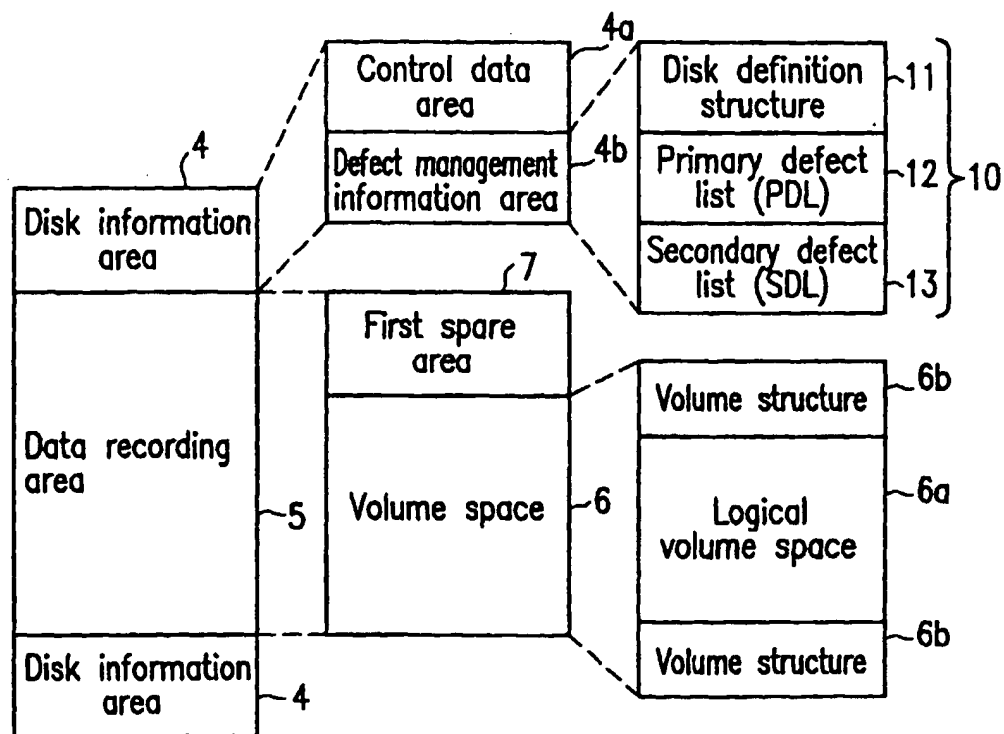 4
Disk information
area
Data recording
area
5
Disk information
area
4
4a
Control data
area
Defect management
information area
4b
7
First spare
area
Volume space
6
Disk definition
structure
11
Primary defect
list (PDL)
12
Secondary defect
list (SDL)
13
10
6b
Volume structure
Logical
volume space
6a
Volume structure
6b